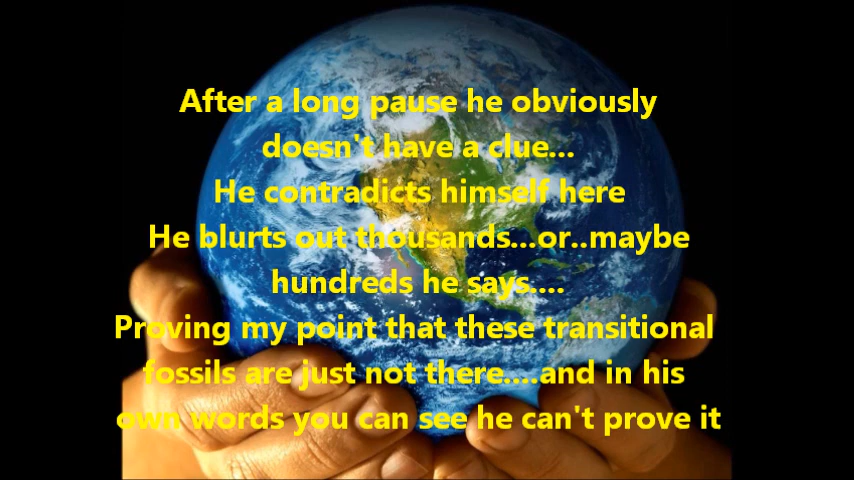 After a long pause he obviously
doesn't have a clue...
He contradicts himself here
He blurts out thousands...or..maybe
hundreds he says....
Proving my point that these transitional
fossils are just not there....and in his
own words you can see he can't prove it